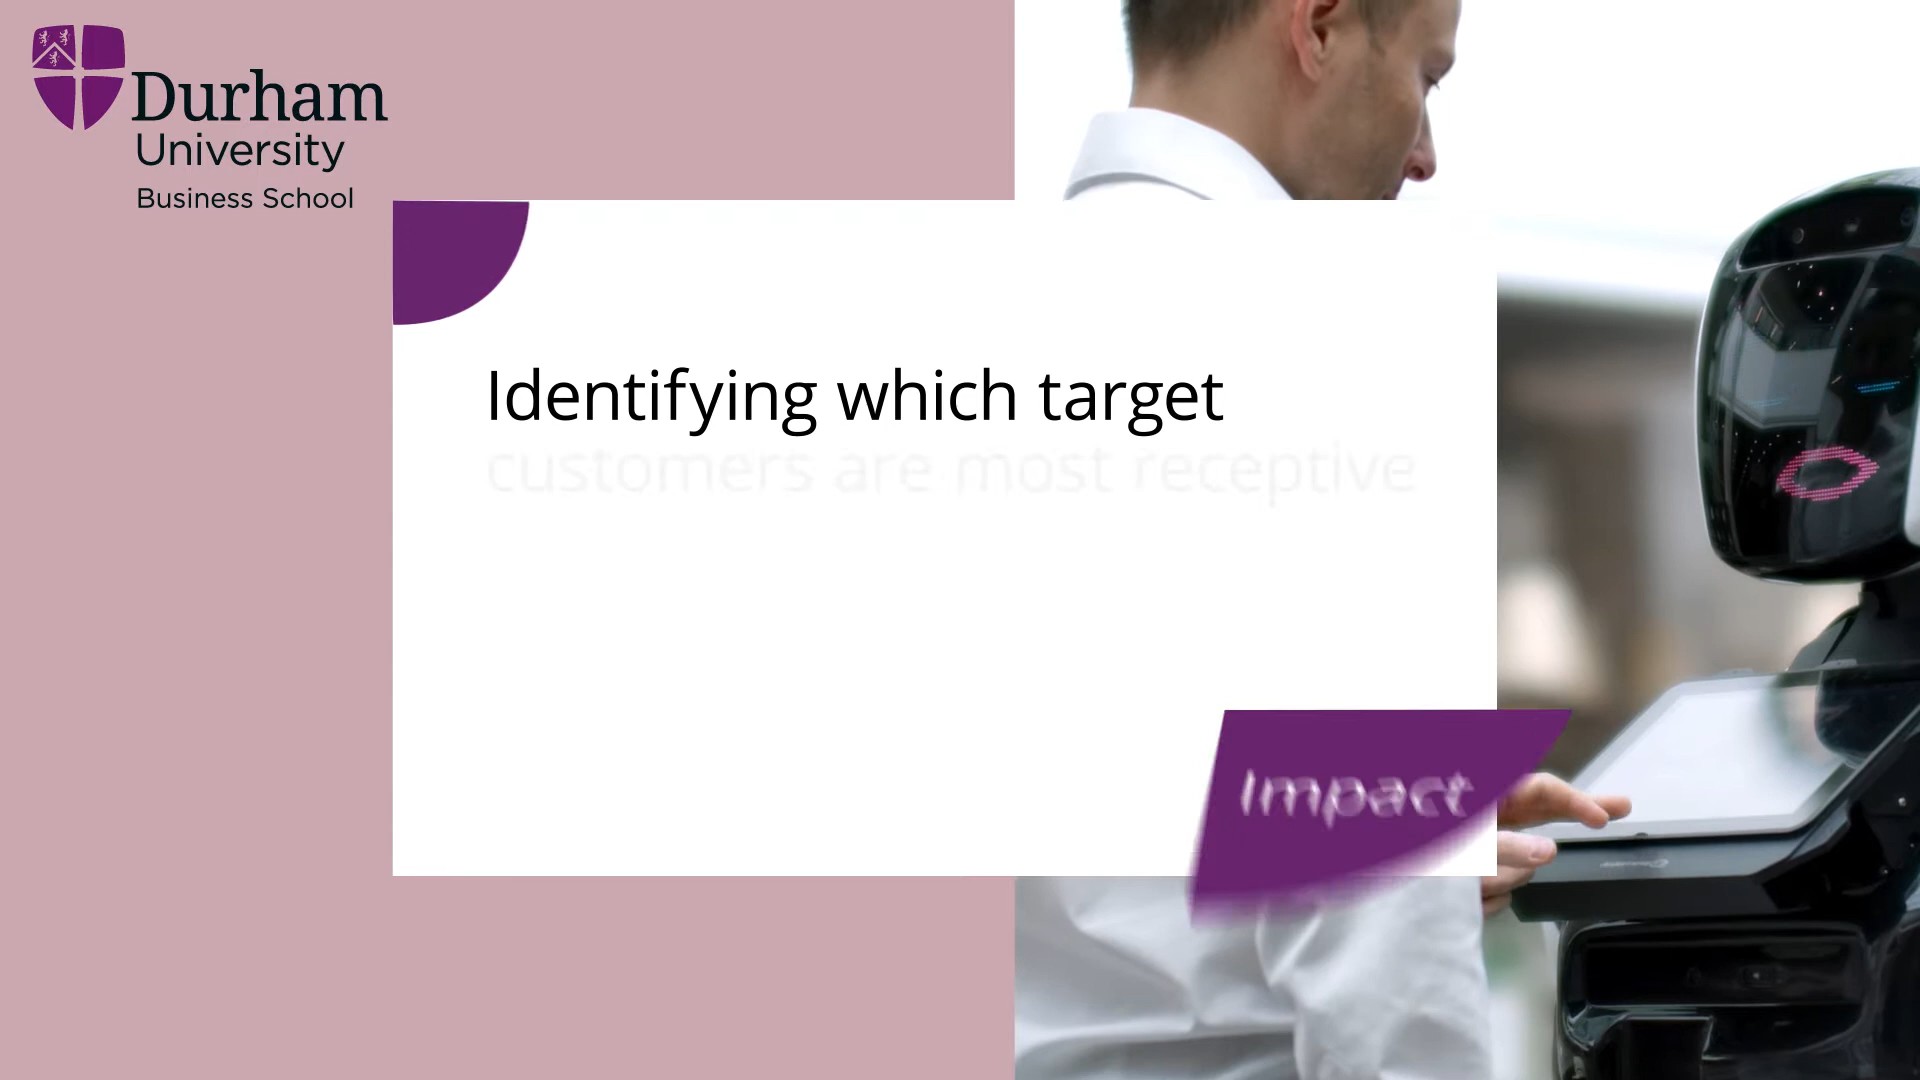 Durham
University
Business School
Identifying which target
customers are most receptive
Impact